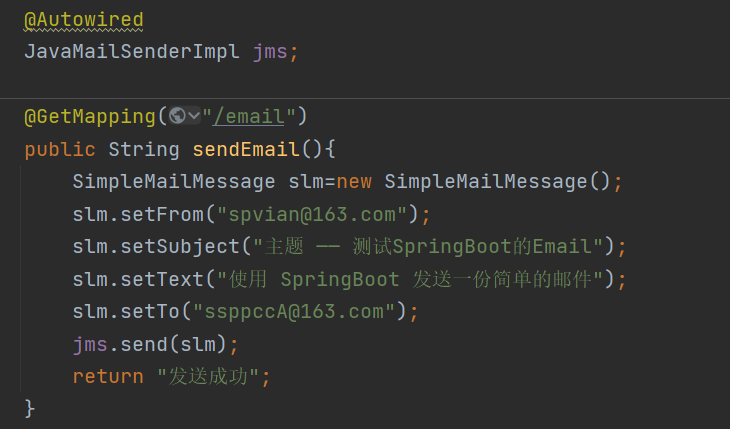 @Autowired
JavaMailSenderImpl jms;
@GetMapping("/email")
public String sendEmail(){
SimpleMailMessage slm=new SimpleMailMessage();
slm.setFrom("spvian@163.com");
slm.setSubject("主题 —— 测试SpringBoot的Email");
slm.setText("使用 SpringBoot 发送一份简单的邮件");
slm.setTo("ssppccA@163.com");
jms.send(slm);
return "发送成功";
}